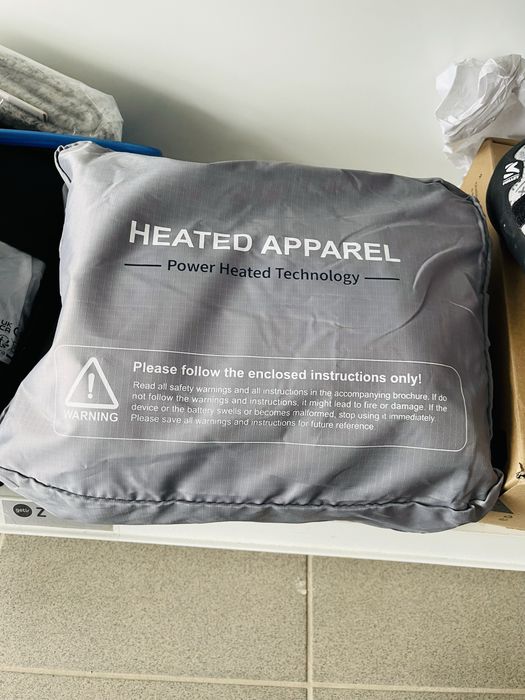 HEATED APPAREL
Power Heated Technology
Please follow the enclosed instructions only!
Read all safety warnings and all instructions in the accompanying brochure. If do
not follow the warnings and instructions, it might lead to fire or damage. If the
device or the battery swells or becomes malformed, stop using it immediately.
Please save all warnings and instructions for future reference
WARNING
UK
CA
getir Z